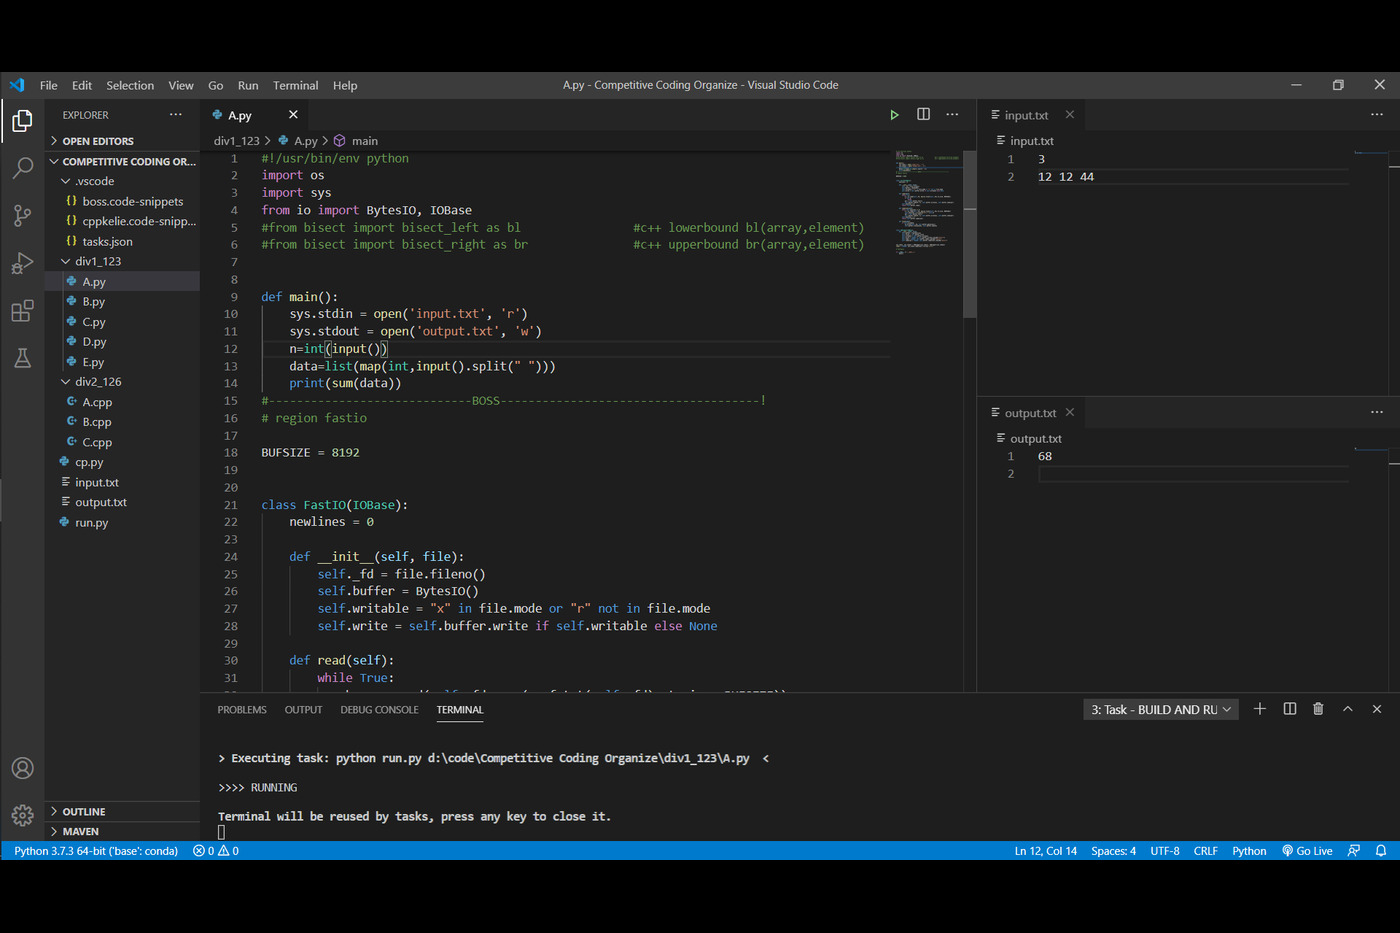 File Edit Selection View Go Run Terminal Help
A.py - Competitive Coding Organize - Visual Studio Code
EXPLORER
OPEN EDITORS
COMPETITIVE CODING OR...
.vscode
{} boss.code-snippets
{} cppkelie.code-snipp...
{} tasks.json
div1_123
A.py
B.py
C.py
D.py
E.py
div2_126
A.cpp
B.cpp
C.cpp
cp.py
input.txt
output.txt
run.py
OUTLINE
MAVEN
A.py
div1_123 > A.py > main
1 #!/usr/bin/env python
2 import os
3 import sys
4 from io import BytesIO, IOBase
5 #from bisect import bisect_left as bl #c++ lowerbound bl(array,element)
6 #from bisect import bisect_right as br #c++ upperbound br(array,element)
7
8
9 def main():
10 sys.stdin = open('input.txt', 'r')
11 sys.stdout = open('output.txt', 'w')
12 n=int(input())
13 data=list(map(int,input().split(" ")))
14 print(sum(data))
15 #-----------------------------BOSS-------------------------------------!
16 # region fastio
17
18 BUFSIZE = 8192
19
20
21 class FastIO(IOBase):
22 newlines = 0
23
24 def __init__(self, file):
25 self._fd = file.fileno()
26 self.buffer = BytesIO()
27 self.writable = "x" in file.mode or "r" not in file.mode
28 self.write = self.buffer.write if self.writable else None
29
30 def read(self):
31 while True:
input.txt
input.txt
1 3
2 12 12 44
output.txt
output.txt
1 68
2
PROBLEMS OUTPUT DEBUG CONSOLE TERMINAL
3: Task - BUILD AND RU
> Executing task: python run.py d:\code\Competitive Coding Organize\div1_123\A.py <
>>>> RUNNING
Terminal will be reused by tasks, press any key to close it.
Python 3.7.3 64-bit ('base': conda) 0 0 Ln 12, Col 14 Spaces: 4 UTF-8 CRLF Python Go Live